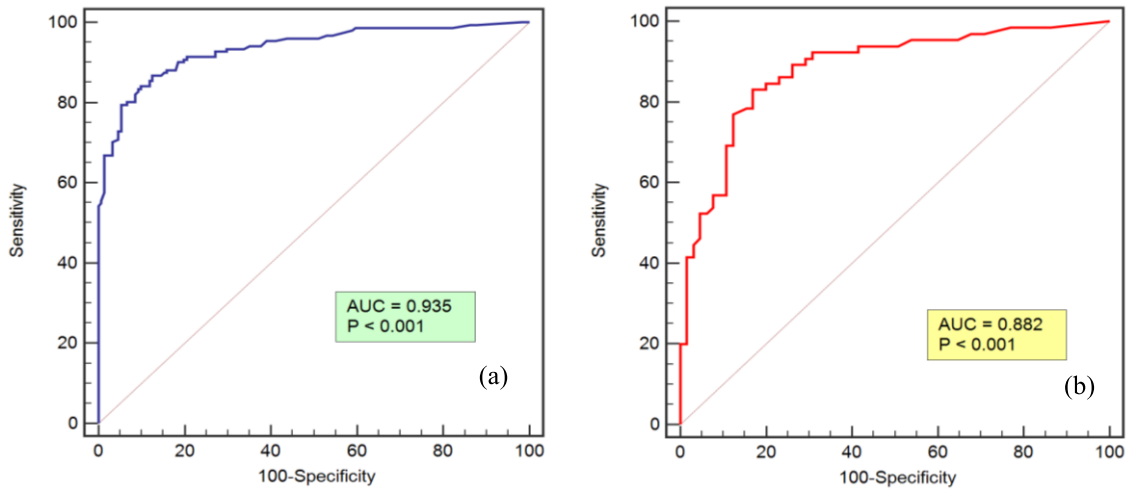 100
80
60
40
20
0
Sensitivity
AUC = 0.935
P < 0.001
(a)
0 20 40 60 80 100
100-Specificity
100
80
60
40
20
0
Sensitivity
AUC = 0.882
P < 0.001
(b)
0 20 40 60 80 100
100-Specificity